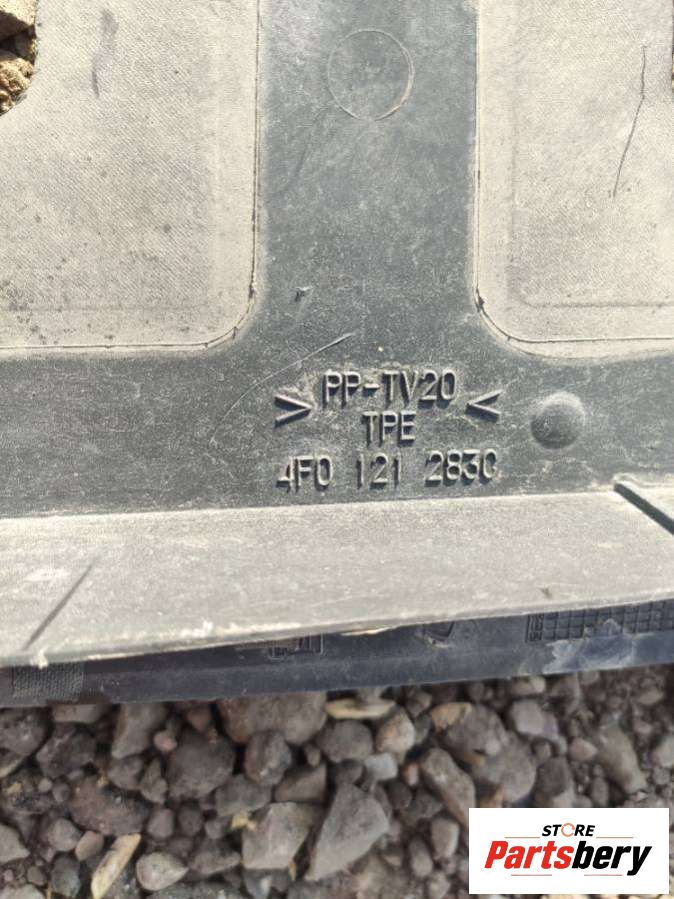 > PP-TV20 <
TPE
4F0 121 283C
STORE
Partsbery